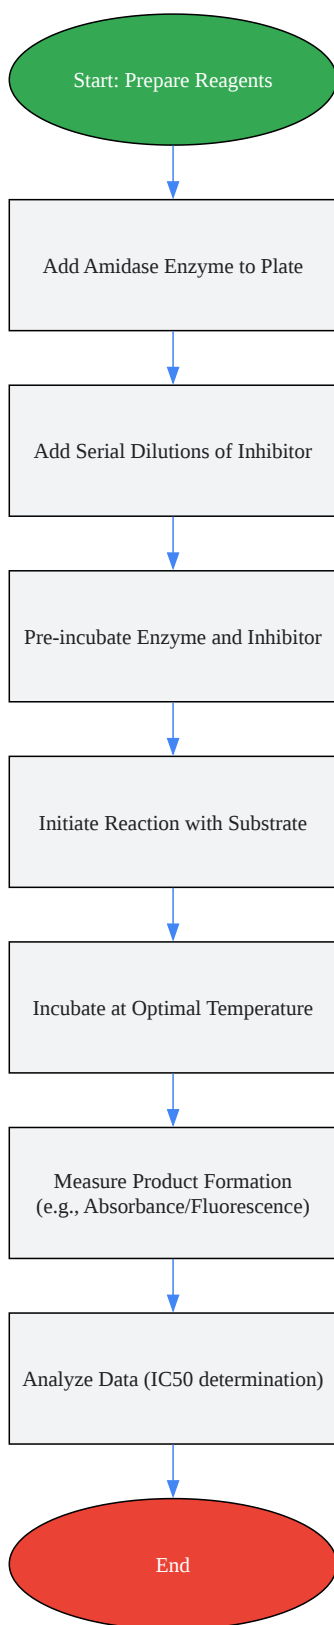 Start: Prepare Reagents
Add Amidase Enzyme to Plate
Add Serial Dilutions of Inhibitor
Pre-incubate Enzyme and Inhibitor
Initiate Reaction with Substrate
Incubate at Optimal Temperature
Measure Product Formation
(e.g., Absorbance/Fluorescence)
Analyze Data (IC50 determination)
End